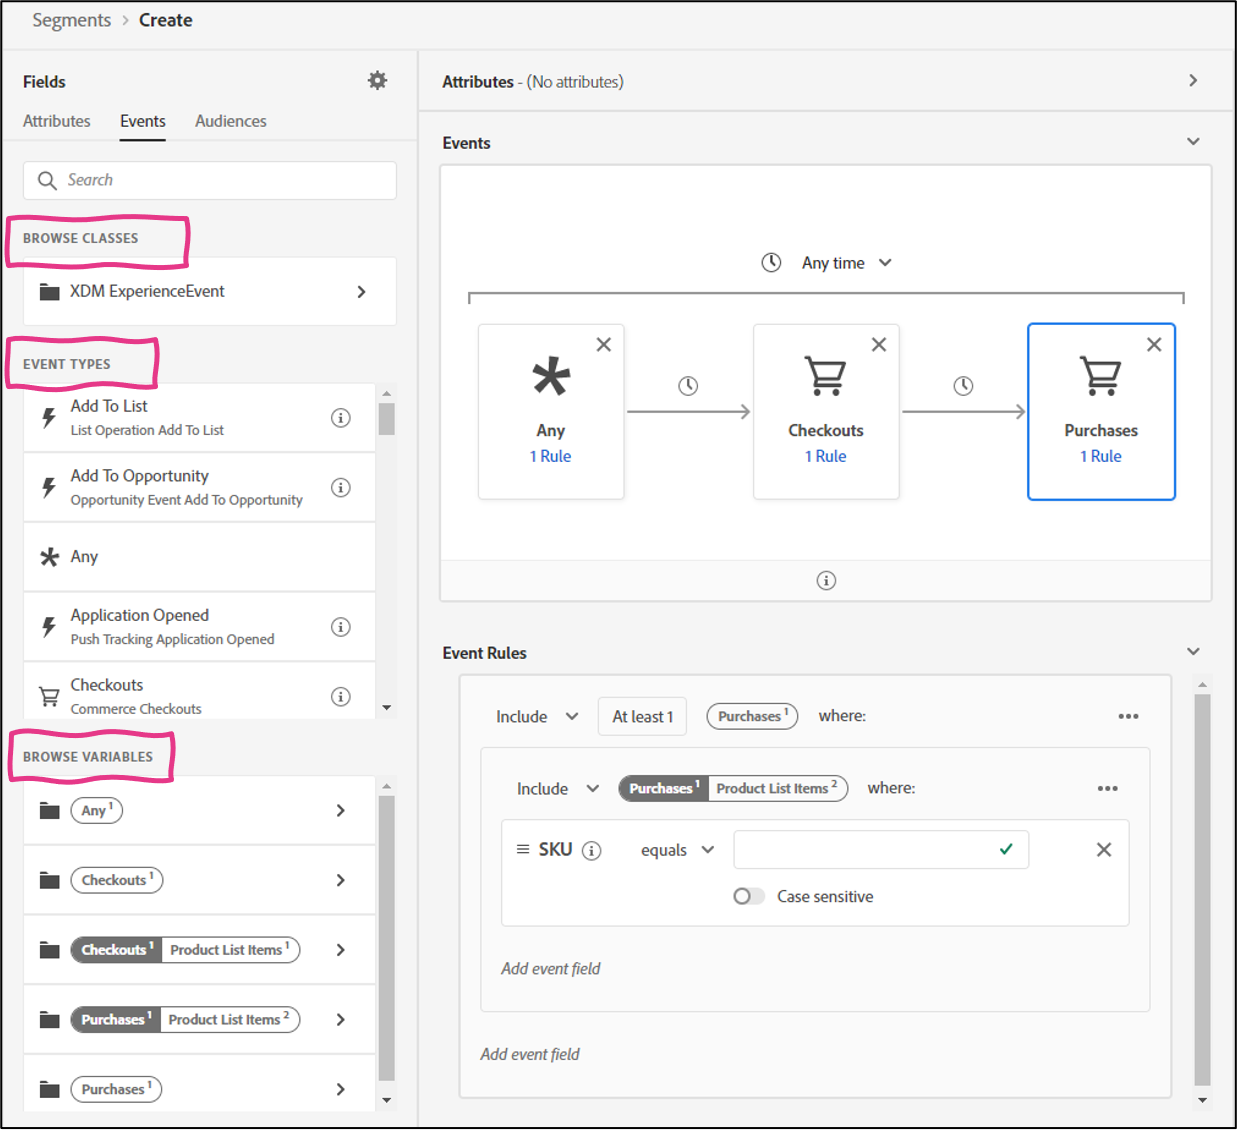 Segments › Create
Fields
Attributes Events Audiences
Search
BROWSE CLASSES
XDM ExperienceEvent
EVENT TYPES
Add To List
List Operation Add To List
Add To Opportunity
Opportunity Event Add To Opportunity
Any
Application Opened
Push Tracking Application Opened
Checkouts
Commerce Checkouts
BROWSE VARIABLES
Any 1
Checkouts 1
Checkouts 1 Product List Items 1
Purchases 1 Product List Items 2
Purchases 1
Attributes - (No attributes)
Events
Any time
Any
1 Rule
Checkouts
1 Rule
Purchases
1 Rule
Event Rules
Include At least 1 Purchases 1 where:
Include Purchases 1 Product List Items 2 where:
SKU equals
Case sensitive
Add event field
Add event field